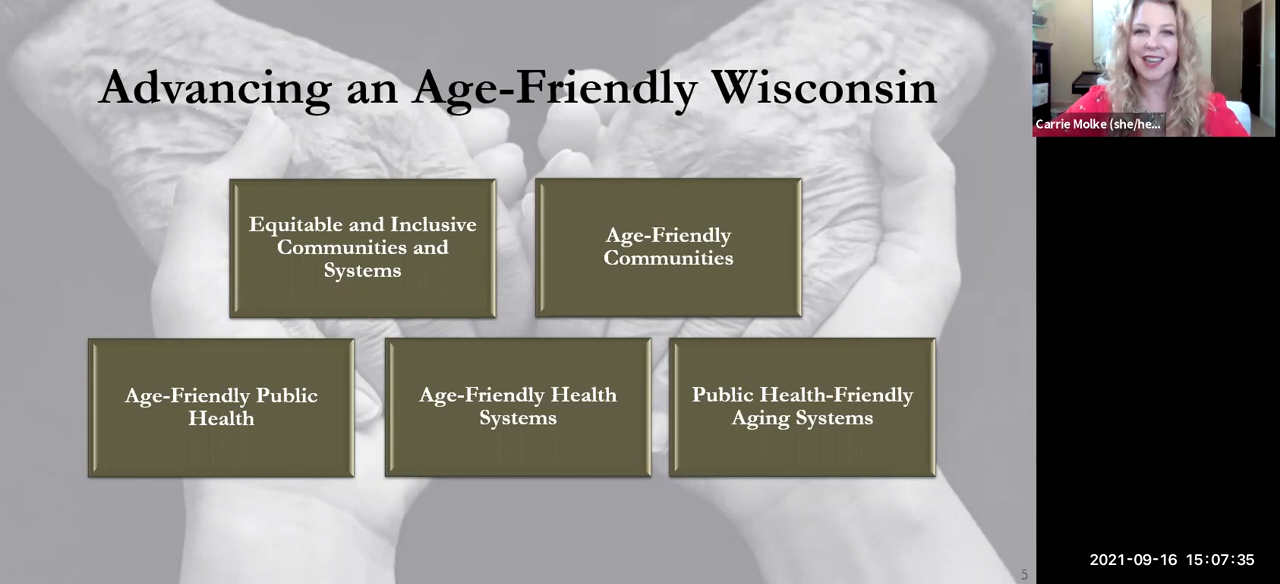 Advancing an Age-Friendly Wisconsin
Carrie Molke (she/he...
Equitable and Inclusive
Communities and
Systems
Age-Friendly
Communities
Age-Friendly Public
Health
Age-Friendly Health
Systems
Public Health-Friendly
Aging Systems
2021-09-16 15:07:35
5